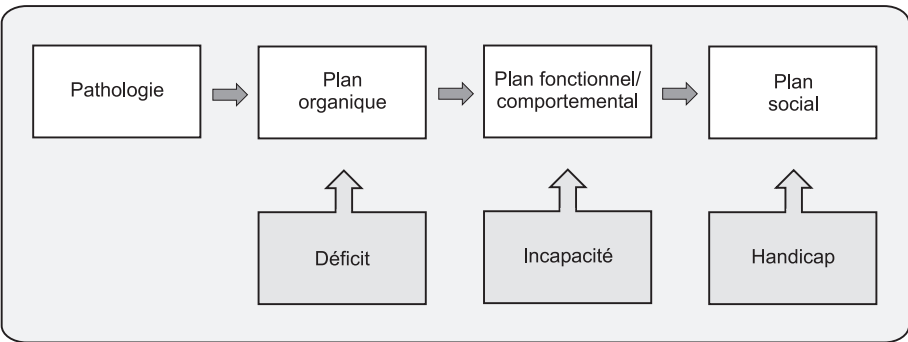 Pathologie
Plan
organique
Plan fonctionnel/
comportemental
Plan
social
Déficit
Incapacité
Handicap